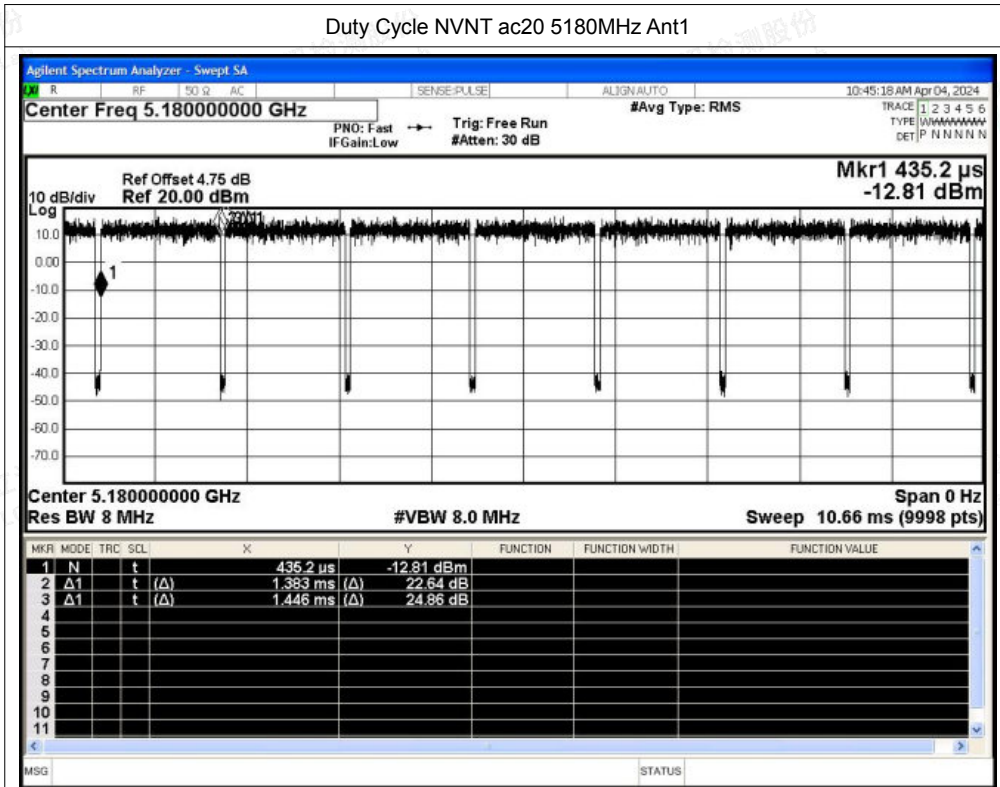 Duty Cycle NVNT ac20 5180MHz Ant1
Agilent Spectrum Analyzer - Swept SA
R RF 50 Ω AC SENSE:PULSE ALIGNAUTO 10:45:18 AM Apr 04, 2024
Center Freq 5.180000000 GHz #Avg Type: RMS TRACE 1 2 3 4 5 6
PNO: Fast Trig: Free Run TYPE
IFGain:Low #Atten: 30 dB DET P N N N N N
Mkr1 435.2 µs
-12.81 dBm
Ref Offset 4.75 dB
10 dB/div Ref 20.00 dBm
Log
10.0
0.00
1
-10.0
-20.0
-30.0
-40.0
-50.0
-60.0
-70.0
Center 5.180000000 GHz Span 0 Hz
Res BW 8 MHz #VBW 8.0 MHz Sweep 10.66 ms (9998 pts)
MKR MODE TRC SCL X Y FUNCTION FUNCTION WIDTH FUNCTION VALUE
1 N t 435.2 µs -12.81 dBm
2 Δ1 t (Δ) 1.383 ms (Δ) 22.64 dB
3 Δ1 t (Δ) 1.446 ms (Δ) 24.86 dB
4
5
6
7
8
9
10
11
MSG STATUS